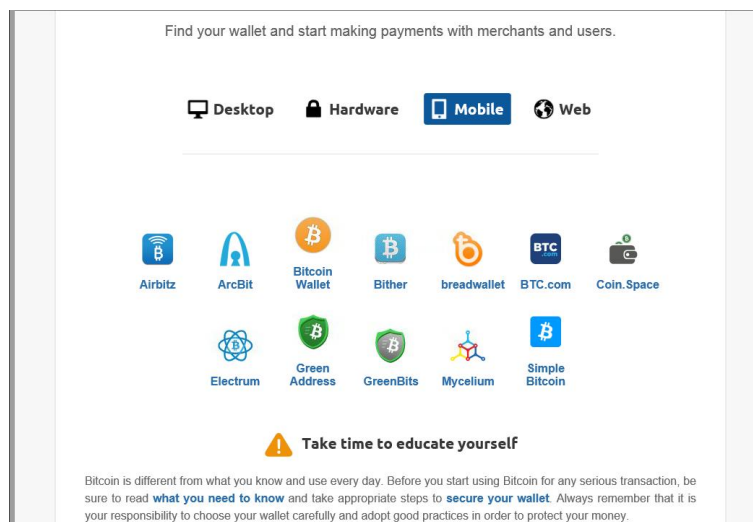 Find your wallet and start making payments with merchants and users.
Desktop Hardware Mobile Web
BTC
.com
Airbitz ArcBit Bitcoin Wallet Bither breadwallet BTC.com Coin.Space
Electrum Green Address GreenBits Mycelium Simple Bitcoin
Take time to educate yourself
Bitcoin is different from what you know and use every day. Before you start using Bitcoin for any serious transaction, be
sure to read what you need to know and take appropriate steps to secure your wallet. Always remember that it is
your responsibility to choose your wallet carefully and adopt good practices in order to protect your money.